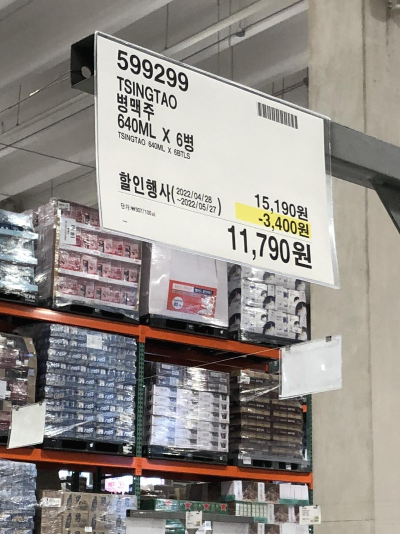 599299
TSINGTAO
병맥주
640ML X 6병
TSINGTAO 640ML X 6BTLS
할인행사(2022/04/28
~2022/05/27)
15,190원
-3,400원
11,790원